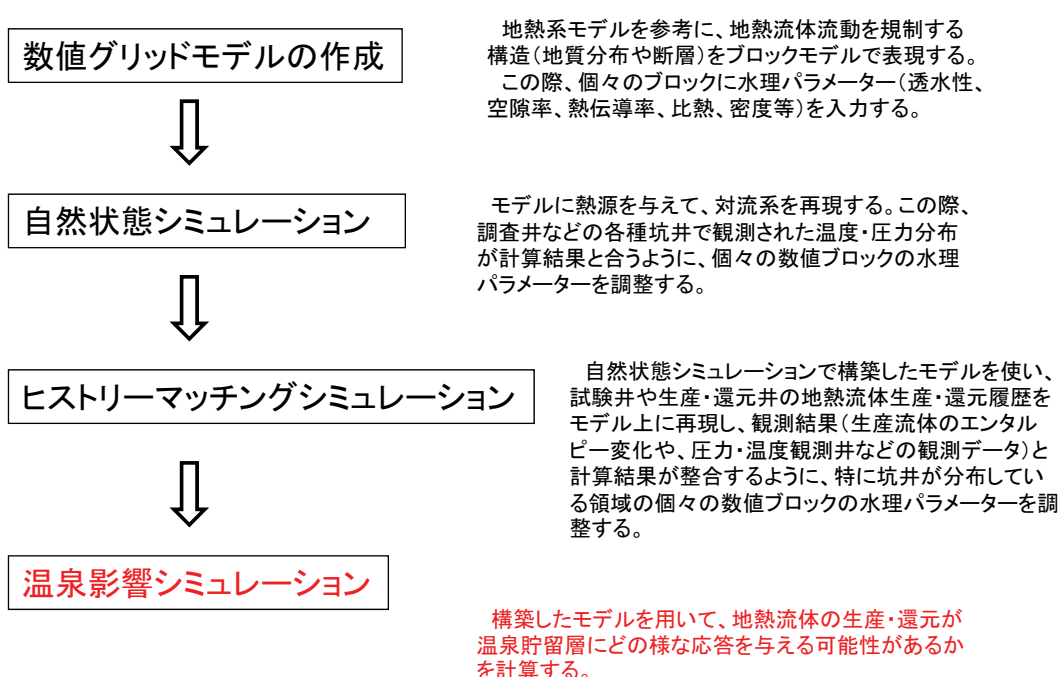 数値グリッドモデルの作成
地熱系モデルを参考に、地熱流体流動を規制する
構造(地質分布や断層)をブロックモデルで表現する。
この際、個々のブロックに水理パラメーター(透水性、
空隙率、熱伝導率、比熱、密度等)を入力する。
自然状態シミュレーション
モデルに熱源を与えて、対流系を再現する。この際、
調査井などの各種坑井で観測された温度・圧力分布
が計算結果と合うように、個々の数値ブロックの水理
パラメーターを調整する。
ヒストリーマッチングシミュレーション
自然状態シミュレーションで構築したモデルを使い、
試験井や生産・還元井の地熱流体生産・還元履歴を
モデル上に再現し、観測結果(生産流体のエンタル
ピー変化や、圧力・温度観測井などの観測データ)と
計算結果が整合するように、特に坑井が分布してい
る領域の個々の数値ブロックの水理パラメーターを調
整する。
温泉影響シミュレーション
構築したモデルを用いて、地熱流体の生産・還元が
温泉貯留層にどの様な応答を与える可能性があるか
を計算する。